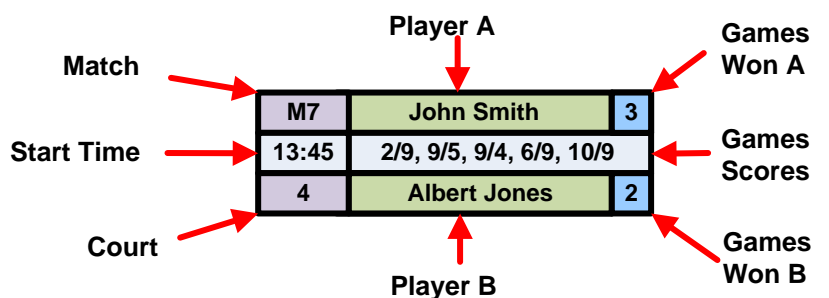 Player A
Games
Won A
Match
M7
John Smith
3
Start Time
13:45
2/9, 9/5, 9/4, 6/9, 10/9
Games
Scores
4
Albert Jones
2
Court
Games
Won B
Player B